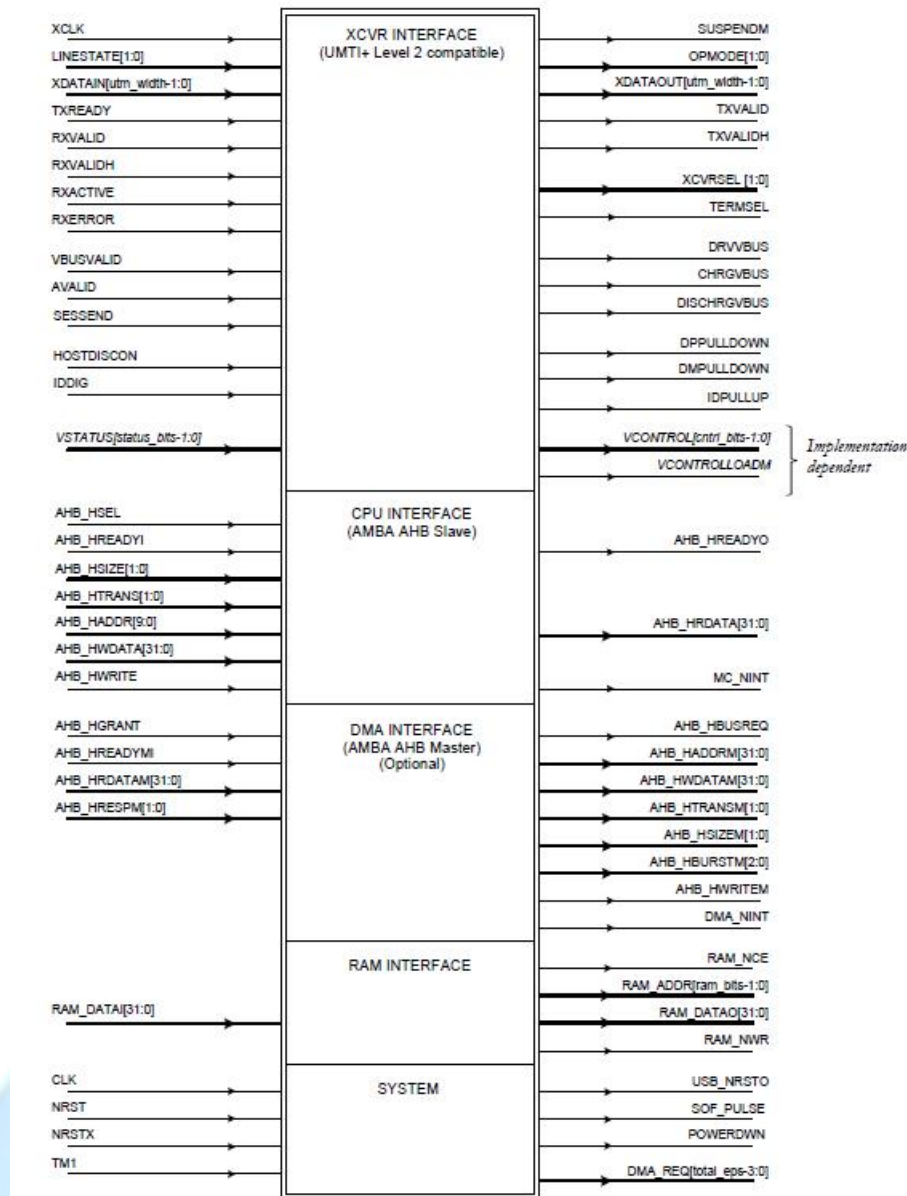 XCLK
LINESTATE[1:0]
XDATAIN[utm_width-1:0]
TXREADY
RXVALID
RXVALIDH
RXACTIVE
RXERROR
VBUSVALID
AVALID
SESSEND
HOSTDISCON
IDDIG
VSTATUS[status_bits-1:0]
XCVR INTERFACE
(UMTI+ Level 2 compatible)
SUSPENDM
OPMODE[1:0]
XDATAOUT[utm_width-1:0]
TXVALID
TXVALIDH
XCVRSEL [1:0]
TERMSEL
DRVVBUS
CHRGVBUS
DISCHRGVBUS
DPPULLDOWN
DMPULLDOWN
IDPULLUP
VCONTROL[cntrl_bits-1:0]
VCONTROLLOADM
Implementation
dependent
AHB_HSEL
AHB_HREADYI
AHB_HSIZE[1:0]
AHB_HTRANS[1:0]
AHB_HADDR[9:0]
AHB_HWDATA[31:0]
AHB_HWRITE
CPU INTERFACE
(AMBA AHB Slave)
AHB_HREADYO
AHB_HRDATA[31:0]
MC_NINT
AHB_HGRANT
AHB_HREADYMI
AHB_HRDATAM[31:0]
AHB_HRESPM[1:0]
DMA INTERFACE
(AMBA AHB Master)
(Optional)
AHB_HBUSREQ
AHB_HADDRM[31:0]
AHB_HWDATAM[31:0]
AHB_HTRANSM[1:0]
AHB_HSIZEM[1:0]
AHB_HBURSTM[2:0]
AHB_HWRITEM
DMA_NINT
RAM_DATAI[31:0]
RAM INTERFACE
RAM_NCE
RAM_ADDR[ram_bits-1:0]
RAM_DATAO[31:0]
RAM_NWR
CLK
NRST
NRSTX
TM1
SYSTEM
USB_NRSTO
SOF_PULSE
POWERDWN
DMA_REQ[total_eps-3:0]